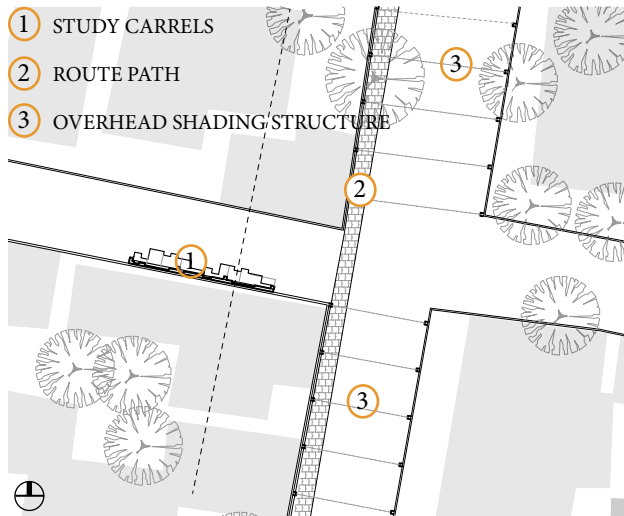 1 STUDY CARRELS
2 ROUTE PATH
3 OVERHEAD SHADING STRUCTURE
3
2
1
3